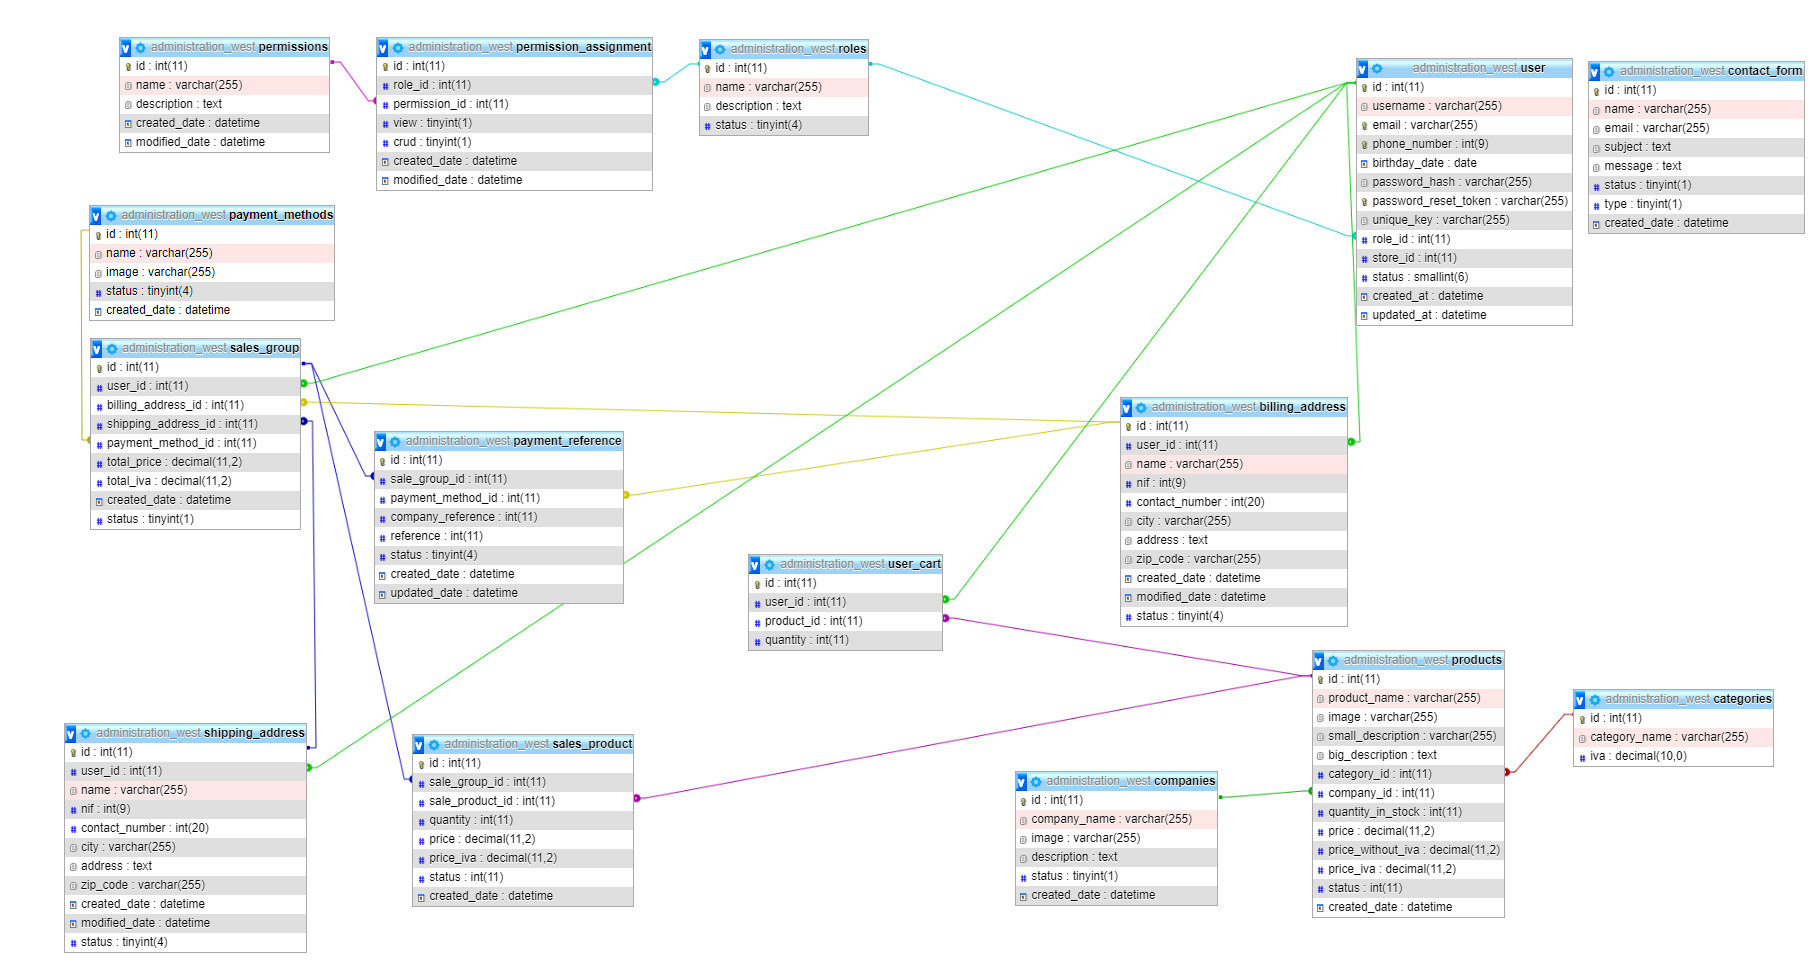 administration_west permissions
id : int(11)
name : varchar(255)
description : text
created_date : datetime
modified_date : datetime
administration_west permission_assignment
id : int(11)
role_id : int(11)
permission_id : int(11)
view : tinyint(1)
crud : tinyint(1)
created_date : datetime
modified_date : datetime
administration_west roles
id : int(11)
name : varchar(255)
description : text
status : tinyint(4)
administration_west user
id : int(11)
username : varchar(255)
email : varchar(255)
phone_number : int(9)
birthday_date : date
password_hash : varchar(255)
password_reset_token : varchar(255)
unique_key : varchar(255)
role_id : int(11)
store_id : int(11)
status : smallint(6)
created_at : datetime
updated_at : datetime
administration_west contact_form
id : int(11)
name : varchar(255)
email : varchar(255)
subject : text
message : text
status : tinyint(1)
type : tinyint(1)
created_date : datetime
administration_west payment_methods
id : int(11)
name : varchar(255)
image : varchar(255)
status : tinyint(4)
created_date : datetime
administration_west sales_group
id : int(11)
user_id : int(11)
billing_address_id : int(11)
shipping_address_id : int(11)
payment_method_id : int(11)
total_price : decimal(11,2)
total_iva : decimal(11,2)
created_date : datetime
status : tinyint(1)
administration_west payment_reference
id : int(11)
sale_group_id : int(11)
payment_method_id : int(11)
company_reference : int(11)
reference : int(11)
status : tinyint(4)
created_date : datetime
updated_date : datetime
administration_west billing_address
id : int(11)
user_id : int(11)
name : varchar(255)
nif : int(9)
contact_number : int(20)
city : varchar(255)
address : text
zip_code : varchar(255)
created_date : datetime
modified_date : datetime
status : tinyint(4)
administration_west user_cart
id : int(11)
user_id : int(11)
product_id : int(11)
quantity : int(11)
administration_west products
id : int(11)
product_name : varchar(255)
image : varchar(255)
small_description : varchar(255)
big_description : text
category_id : int(11)
company_id : int(11)
quantity_in_stock : int(11)
price : decimal(11,2)
price_without_iva : decimal(11,2)
price_iva : decimal(11,2)
status : int(11)
created_date : datetime
administration_west categories
id : int(11)
category_name : varchar(255)
iva : decimal(10,0)
administration_west shipping_address
id : int(11)
user_id : int(11)
name : varchar(255)
nif : int(9)
contact_number : int(20)
city : varchar(255)
address : text
zip_code : varchar(255)
created_date : datetime
modified_date : datetime
status : tinyint(4)
administration_west sales_product
id : int(11)
sale_group_id : int(11)
sale_product_id : int(11)
quantity : int(11)
price : decimal(11,2)
price_iva : decimal(11,2)
status : int(11)
created_date : datetime
administration_west companies
id : int(11)
company_name : varchar(255)
image : varchar(255)
description : text
status : tinyint(1)
created_date : datetime